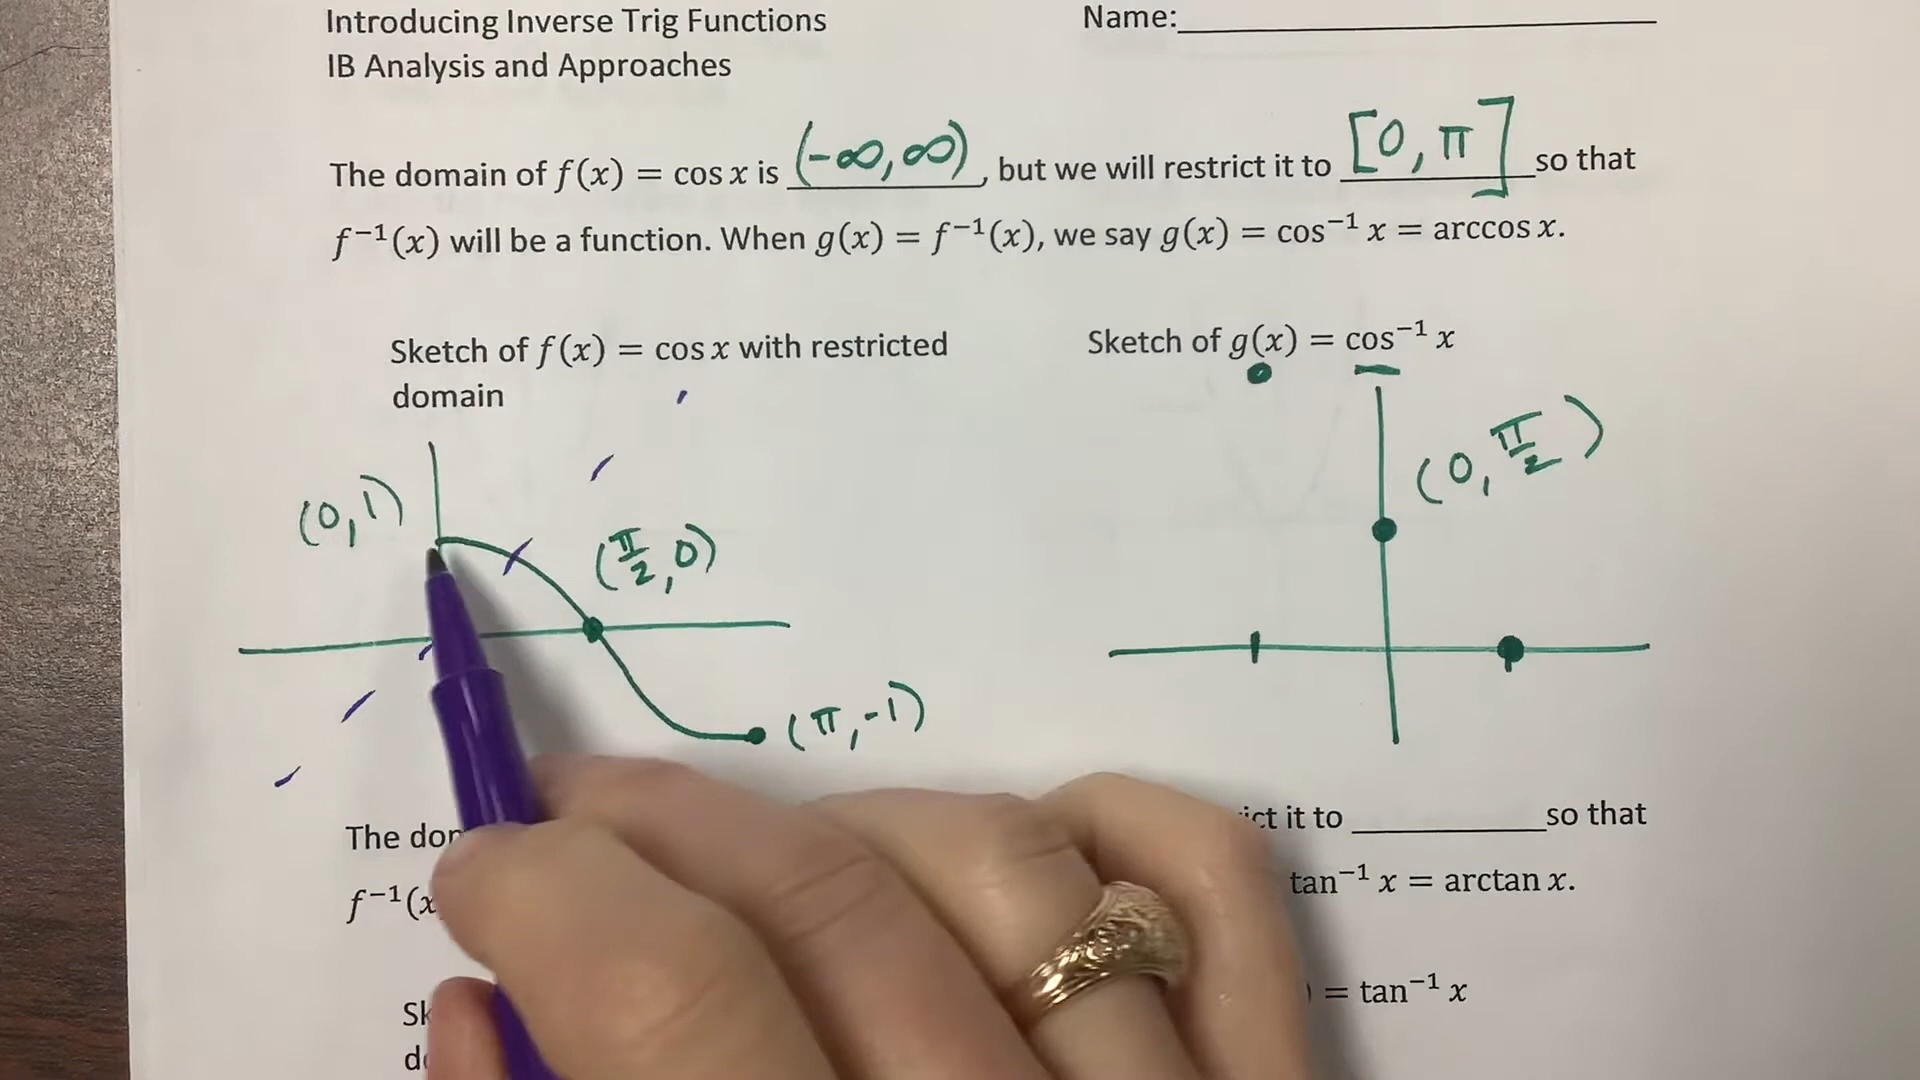 Introducing Inverse Trig Functions
Name:
IB Analysis and Approaches
The domain of f(x) = cos x is (-∞,∞), but we will restrict it to [0, π] so that
f⁻¹(x) will be a function. When g(x) = f⁻¹(x), we say g(x) = cos⁻¹ x = arccos x.
Sketch of f(x) = cos x with restricted
domain
Sketch of g(x) = cos⁻¹ x
(0, π/2)
(0,1)
(π/2, 0)
(π, -1)
The it to so that
f⁻¹(x tan⁻¹ x = arctan x.
= tan⁻¹ x